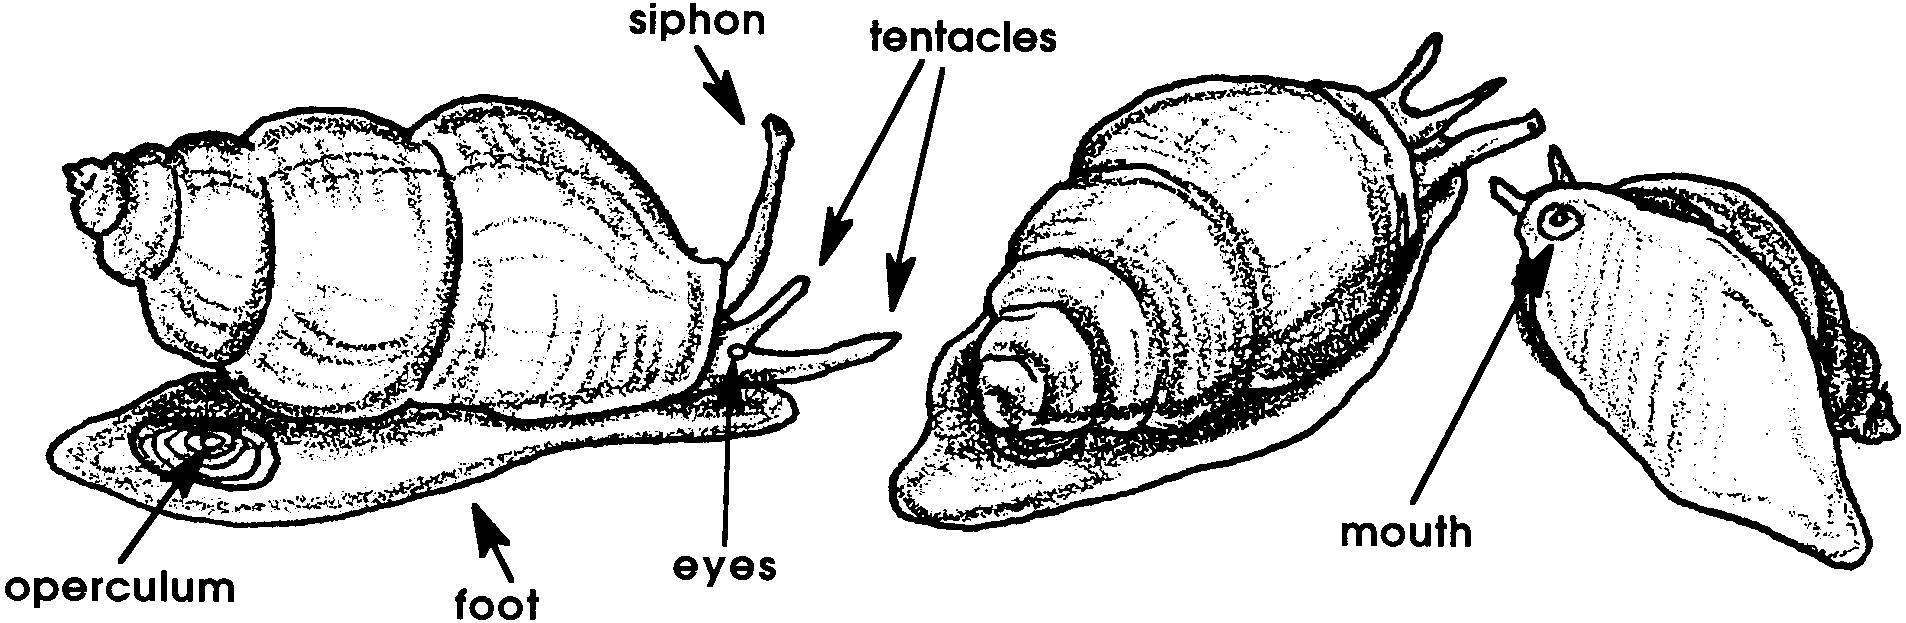 siphon
tentacles
operculum
foot
eyes
mouth